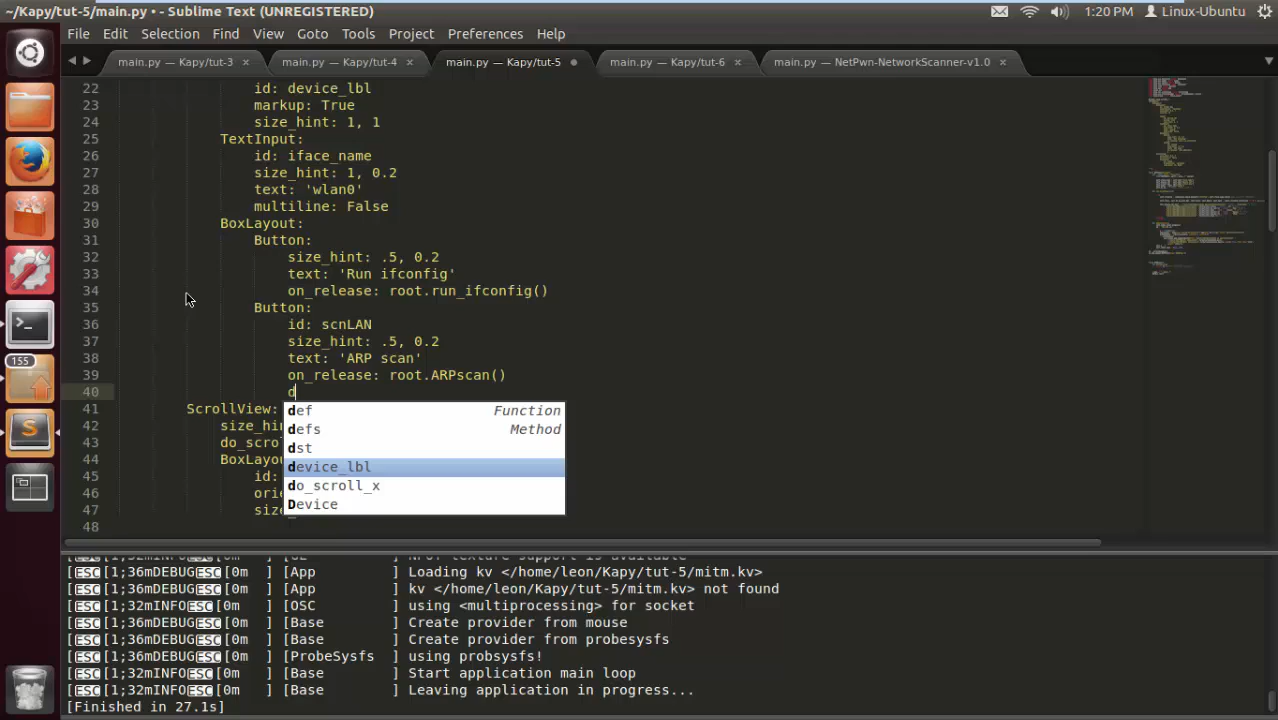 ~/Kapy/tut-5/main.py • - Sublime Text (UNREGISTERED)
1:20 PM
Linux-Ubuntu
File Edit Selection Find View Goto Tools Project Preferences Help
main.py — Kapy/tut-3 ×
main.py — Kapy/tut-4 ×
main.py — Kapy/tut-5 •
main.py — Kapy/tut-6 ×
main.py — NetPwn-NetworkScanner-v1.0 ×
22 id: device_lbl
23 markup: True
24 size_hint: 1, 1
25 TextInput:
26 id: iface_name
27 size_hint: 1, 0.2
28 text: 'wlan0'
29 multiline: False
30 BoxLayout:
31 Button:
32 size_hint: .5, 0.2
33 text: 'Run ifconfig'
34 on_release: root.run_ifconfig()
35 Button:
36 id: scnLAN
37 size_hint: .5, 0.2
38 text: 'ARP scan'
39 on_release: root.ARPscan()
40 d
41 ScrollView:
42 size_hi
43 do_scro
44 BoxLayou
45 id:
46 ori
47 size
48
def Function
defs Method
dst
device_lbl
do_scroll_x
Device
155
[ESC[1;36mDEBUGESC[0m ] [App ] Loading kv </home/leon/Kapy/tut-5/mitm.kv>
[ESC[1;36mDEBUGESC[0m ] [App ] kv </home/leon/Kapy/tut-5/mitm.kv> not found
[ESC[1;32mINFOESC[0m ] [OSC ] using <multiprocessing> for socket
[ESC[1;36mDEBUGESC[0m ] [Base ] Create provider from mouse
[ESC[1;36mDEBUGESC[0m ] [Base ] Create provider from probesysfs
[ESC[1;36mDEBUGESC[0m ] [ProbeSysfs ] using probsysfs!
[ESC[1;32mINFOESC[0m ] [Base ] Start application main loop
[ESC[1;32mINFOESC[0m ] [Base ] Leaving application in progress...
[Finished in 27.1s]